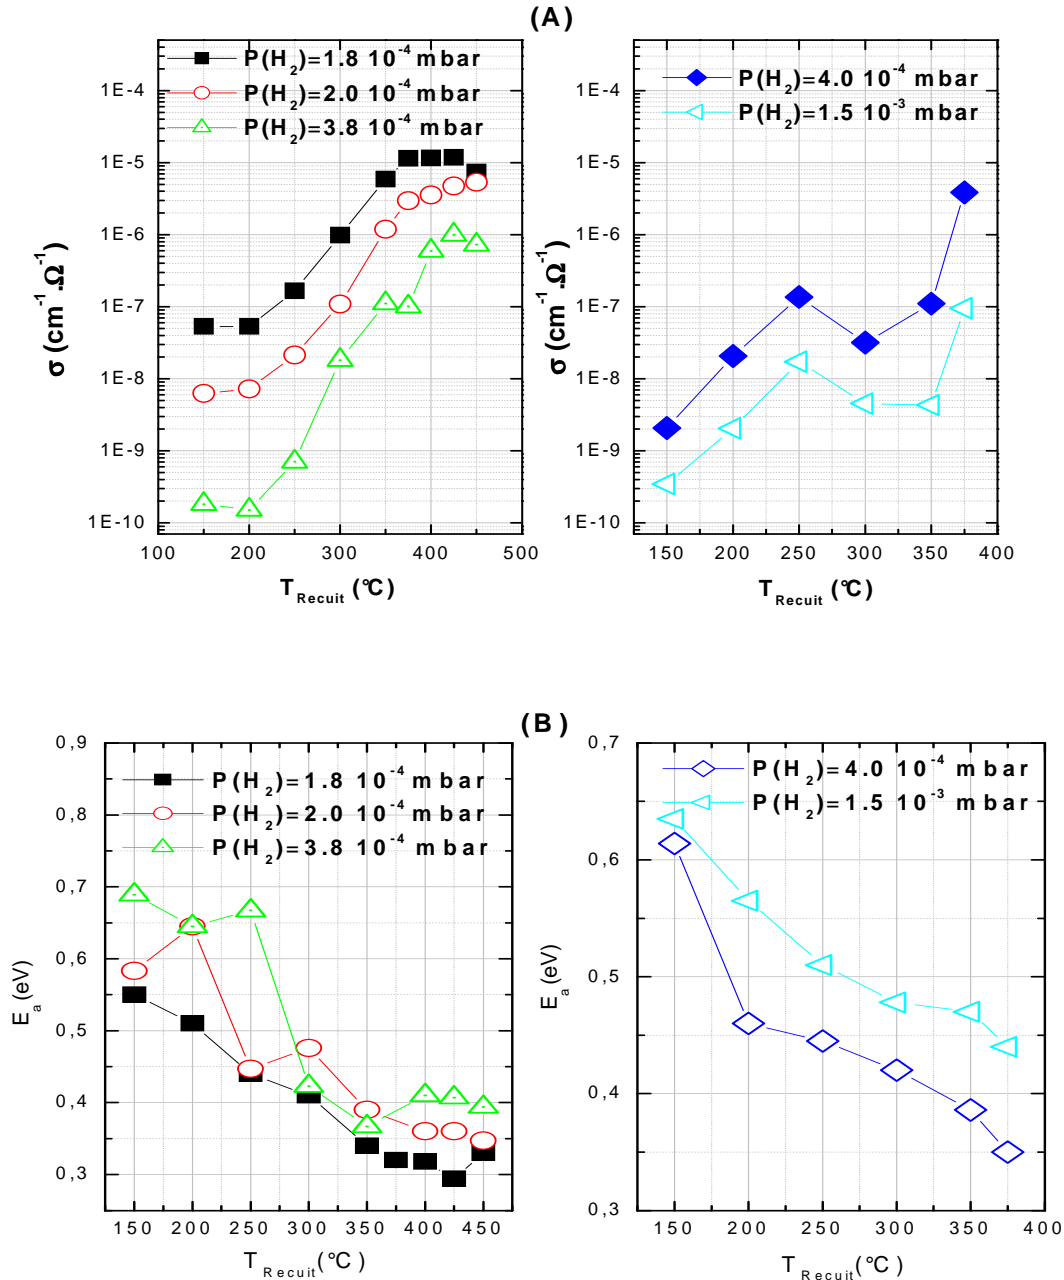 (A)
P(H2)=1.8 10-4 mbar
P(H2)=2.0 10-4 mbar
P(H2)=3.8 10-4 mbar
1E-4
1E-5
1E-6
1E-7
1E-8
1E-9
1E-10
σ (cm-1.Ω-1)
100 200 300 400 500
TRecuit (°C)
P(H2)=4.0 10-4 mbar
P(H2)=1.5 10-3 mbar
1E-4
1E-5
1E-6
1E-7
1E-8
1E-9
1E-10
σ (cm-1.Ω-1)
150 200 250 300 350 400
TRecuit (°C)
(B)
P(H2)=1.8 10-4 mbar
P(H2)=2.0 10-4 mbar
P(H2)=3.8 10-4 mbar
0,9
0,8
0,7
0,6
0,5
0,4
0,3
Ea (eV)
150 200 250 300 350 400 450
TRecuit (°C)
P(H2)=4.0 10-4 mbar
P(H2)=1.5 10-3 mbar
0,7
0,6
0,5
0,4
0,3
Ea (eV)
150 200 250 300 350 400
TRecuit (°C)